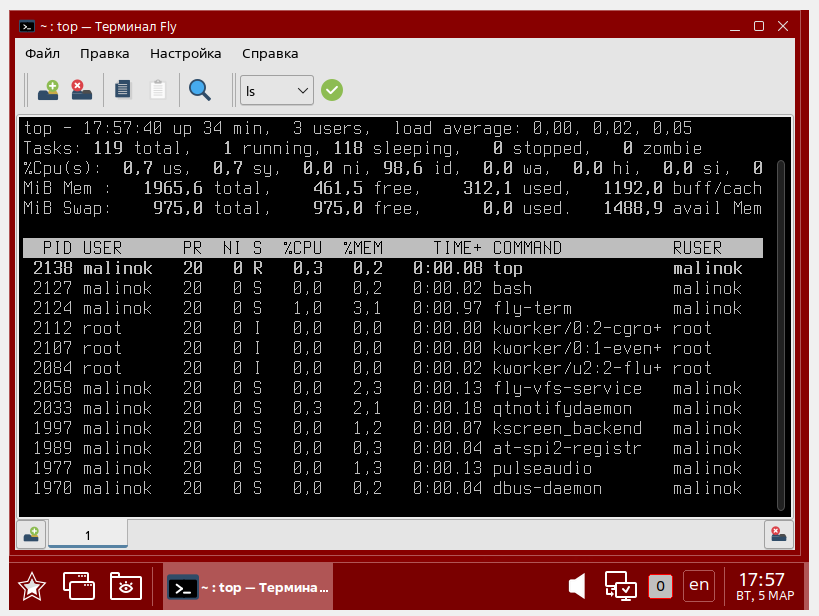 ~ : top — Терминал Fly
Файл Правка Настройка Справка
ls
top - 17:57:40 up 34 min,  3 users,  load average: 0,00, 0,02, 0,05
Tasks: 119 total,   1 running, 118 sleeping,   0 stopped,   0 zombie
%Cpu(s):  0,7 us,  0,7 sy,  0,0 ni, 98,6 id,  0,0 wa,  0,0 hi,  0,0 si,  0
MiB Mem :   1965,6 total,    461,5 free,    312,1 used,   1192,0 buff/cach
MiB Swap:    975,0 total,    975,0 free,      0,0 used.   1488,9 avail Mem
PID USER      PR  NI S  %CPU  %MEM     TIME+ COMMAND           RUSER
2138 malinok   20   0 R   0,3   0,2   0:00.08 top               malinok
2127 malinok   20   0 S   0,0   0,2   0:00.02 bash              malinok
2124 malinok   20   0 S   1,0   3,1   0:00.97 fly-term          malinok
2112 root      20   0 I   0,0   0,0   0:00.00 kworker/0:2-cgro+ root
2107 root      20   0 I   0,0   0,0   0:00.00 kworker/0:1-even+ root
2084 root      20   0 I   0,0   0,0   0:00.02 kworker/u2:2-flu+ root
2058 malinok   20   0 S   0,0   2,3   0:00.13 fly-vfs-service   malinok
2033 malinok   20   0 S   0,3   2,1   0:00.18 qtnotifydaemon    malinok
1997 malinok   20   0 S   0,0   1,2   0:00.07 kscreen_backend   malinok
1989 malinok   20   0 S   0,0   0,3   0:00.04 at-spi2-registr   malinok
1977 malinok   20   0 S   0,0   1,3   0:00.13 pulseaudio        malinok
1970 malinok   20   0 S   0,0   0,2   0:00.04 dbus-daemon       malinok
1
~ : top — Термина...
0
en
17:57
ВТ, 5 МАР